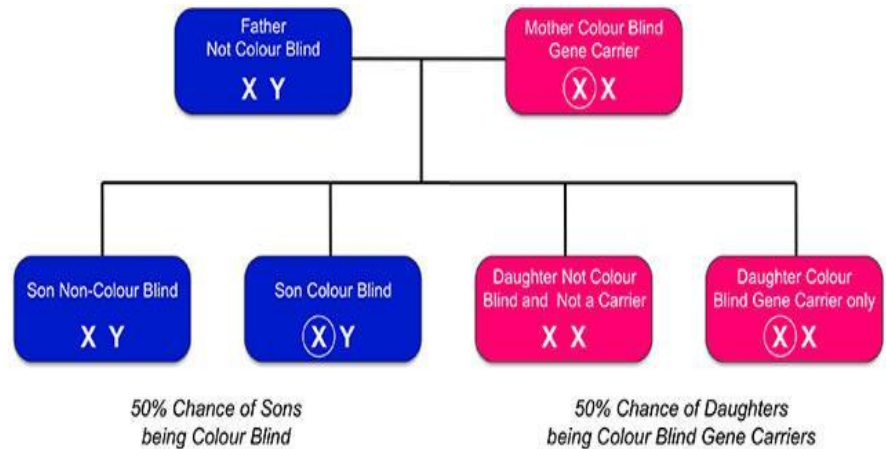 Father
Not Colour Blind
X Y
Mother Colour Blind
Gene Carrier
X X
Son Non-Colour Blind
X Y
Son Colour Blind
X Y
Daughter Not Colour
Blind and Not a Carrier
X X
Daughter Colour
Blind Gene Carrier only
X X
50% Chance of Sons
being Colour Blind
50% Chance of Daughters
being Colour Blind Gene Carriers